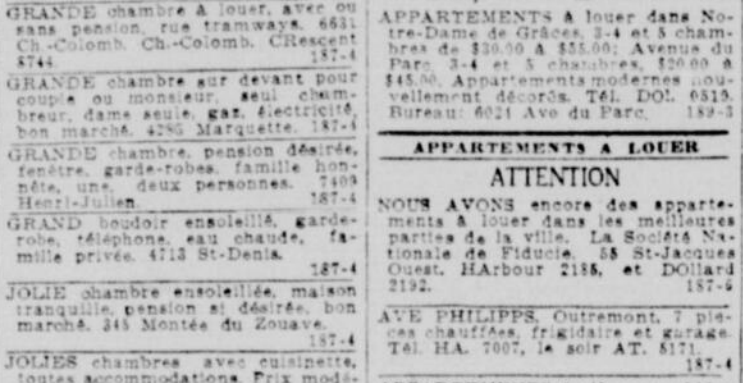 GRANDE chambre à louer, avec ou
sans pension, rue tramways. 6631
Ch.-Colomb. Ch.-Colomb. CRescent
8744. 187-4
GRANDE chambre sur devant pour
couple ou monsieur, seul cham-
breur, dame seule, gaz, électricité,
bon marché. 4286 Marquette. 187-4
GRANDE chambre, pension désirée,
fenêtre, garde-robes, famille hon-
nête, une, deux personnes. 7409
Henri-Julien. 187-4
GRAND boudoir ensoleillé, garde-
robe, téléphone, eau chaude, fa-
mille privée. 4713 St-Denis.
187-4
JOLIE chambre ensoleillée, maison
tranquille, pension si désirée, bon
marché. 345 Montée du Zouave.
187-4
JOLIES chambres avec cuisinette,
toutes accommodations. Prix modé-
APPARTEMENTS à louer dans No-
tre-Dame de Grâces, 3-4 et 5 cham-
bres de $30.00 à $55.00; Avenue du
Parc, 3-4 et 5 chambres, $20.00 à
$45.00. Appartements modernes nou-
vellement décorés. Tél. DOL. 0519.
Bureau: 6021 Ave du Parc. 189-3
APPARTEMENTS A LOUER
ATTENTION
NOUS AVONS encore des apparte-
ments à louer dans les meilleures
parties de la ville. La Société Na-
tionale de Fiducie, 55 St-Jacques
Ouest. HArbour 2185, et DOllard
2192. 187-6
AVE PHILIPPS, Outremont, 7 piè-
ces chauffées, frigidaire et garage.
Tél. HA. 7007, le soir AT. 5171.
187-4